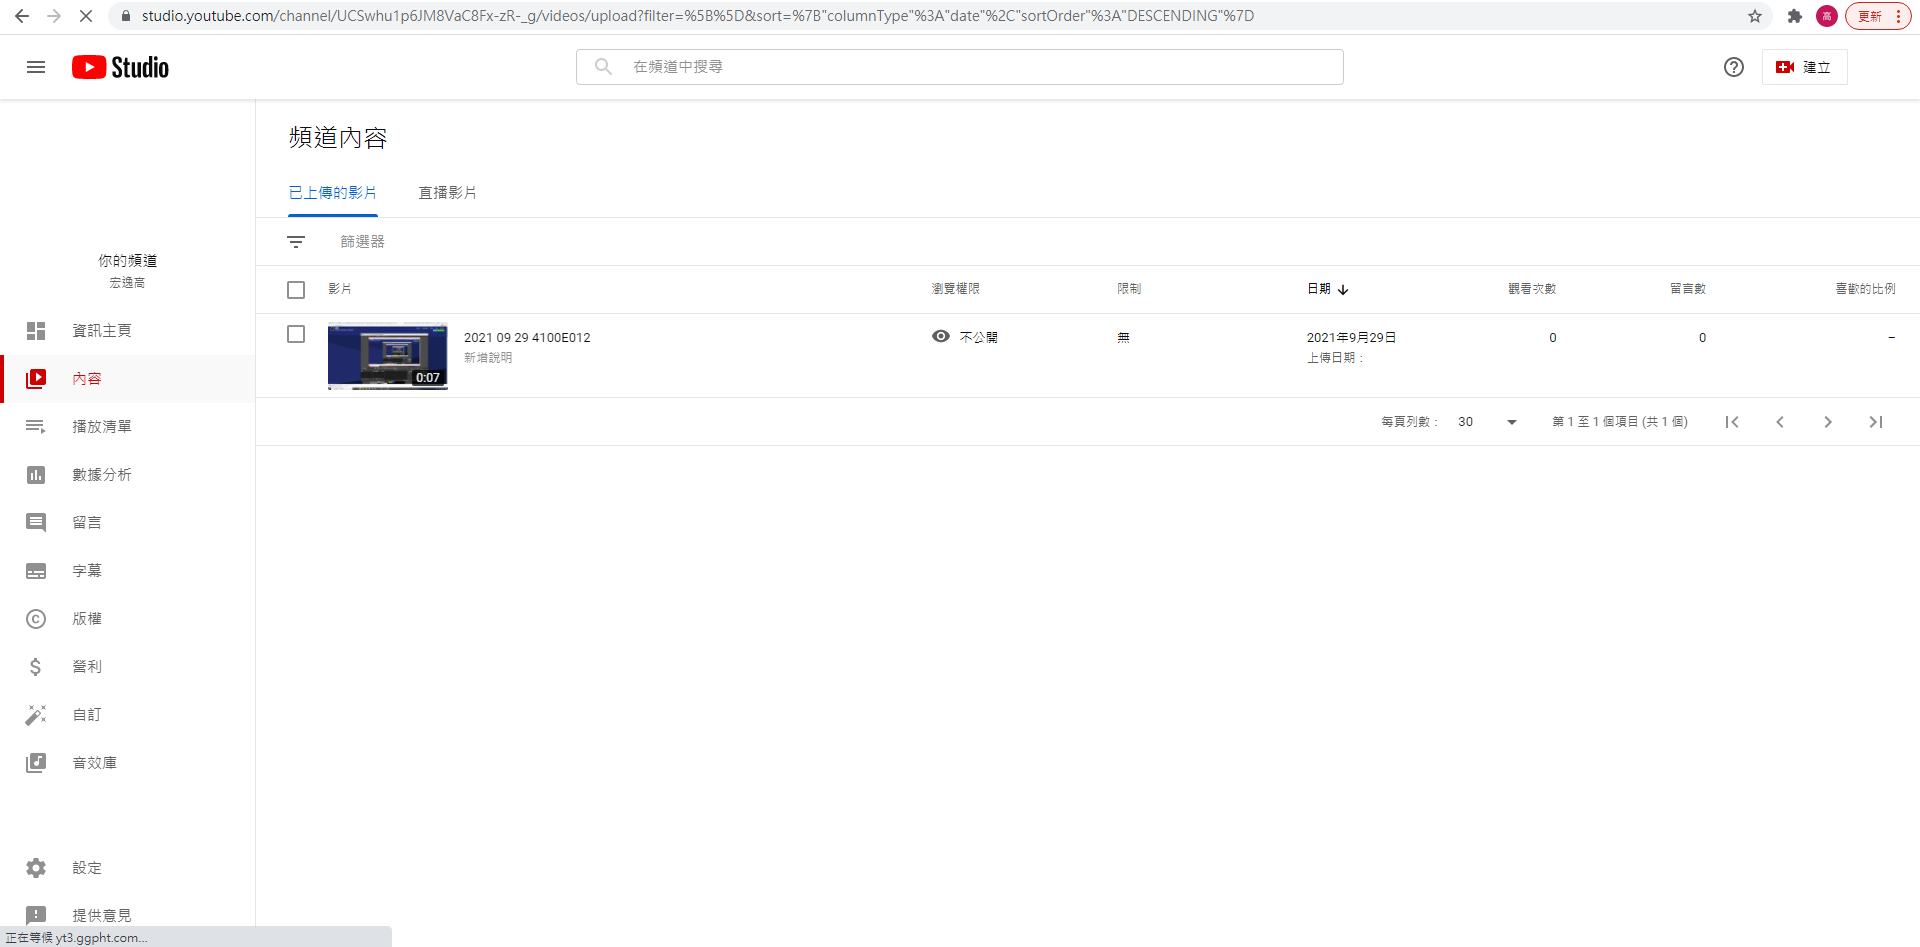 studio.youtube.com/channel/UCSwhu1p6JM8VaC8Fx-zR-_g/videos/upload?filter=%5B%5D&sort=%7B"columnType"%3A"date"%2C"sortOrder"%3A"DESCENDING"%7D
高
更新
Studio
在頻道中搜尋
建立
頻道內容
已上傳的影片
直播影片
篩選器
你的頻道
宏逸高
資訊主頁
內容
播放清單
數據分析
留言
字幕
版權
營利
自訂
音效庫
設定
提供意見
影片 瀏覽權限 限制 日期 觀看次數 留言數 喜歡的比例
0:07
2021 09 29 4100E012
新增說明
不公開
無
2021年9月29日
上傳日期：
0
0
–
每頁列數： 30
第 1 至 1 個項目 (共 1 個)
正在等候 yt3.ggpht.com...